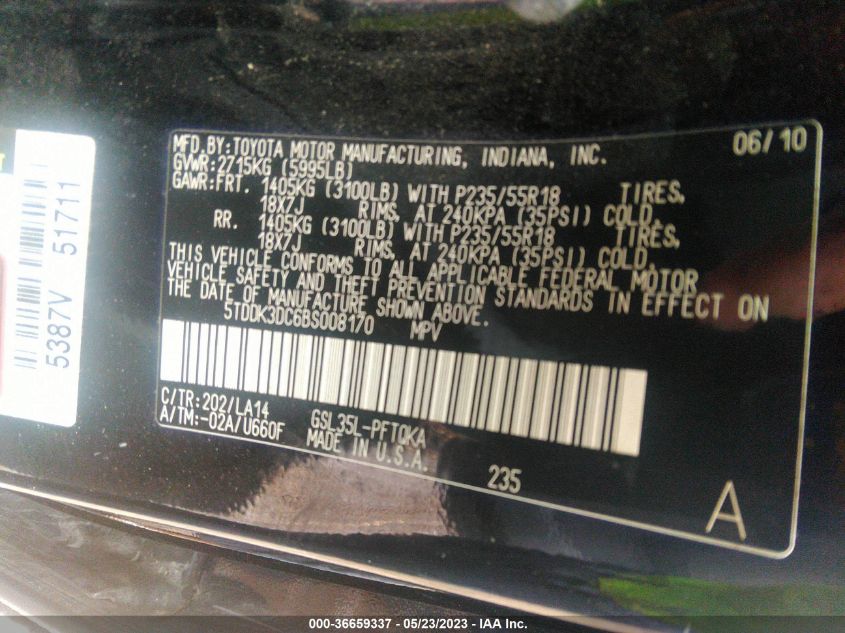 MFD.BY:TOYOTA MOTOR MANUFACTURING, INDIANA, INC. 06/10
GVWR:2715KG (5995LB)
GAWR:FRT. 1405KG (3100LB) WITH P235/55R18 TIRES,
18X7J RIMS, AT 240KPA (35PSI) COLD,
RR. 1405KG (3100LB) WITH P235/55R18 TIRES,
18X7J RIMS, AT 240KPA (35PSI) COLD,
THIS VEHICLE CONFORMS TO ALL APPLICABLE FEDERAL MOTOR
VEHICLE SAFETY AND THEFT PREVENTION STANDARDS IN EFFECT ON
THE DATE OF MANUFACTURE SHOWN ABOVE.
5TDDK3DC6BS008170 MPV
C/TR:202/LA14 GSL35L-PFTQKA
A/TM:-02A/U660F MADE IN U.S.A.
235
A
5387V 51711
000-36659337 — 05/23/2023 — IAA Inc.